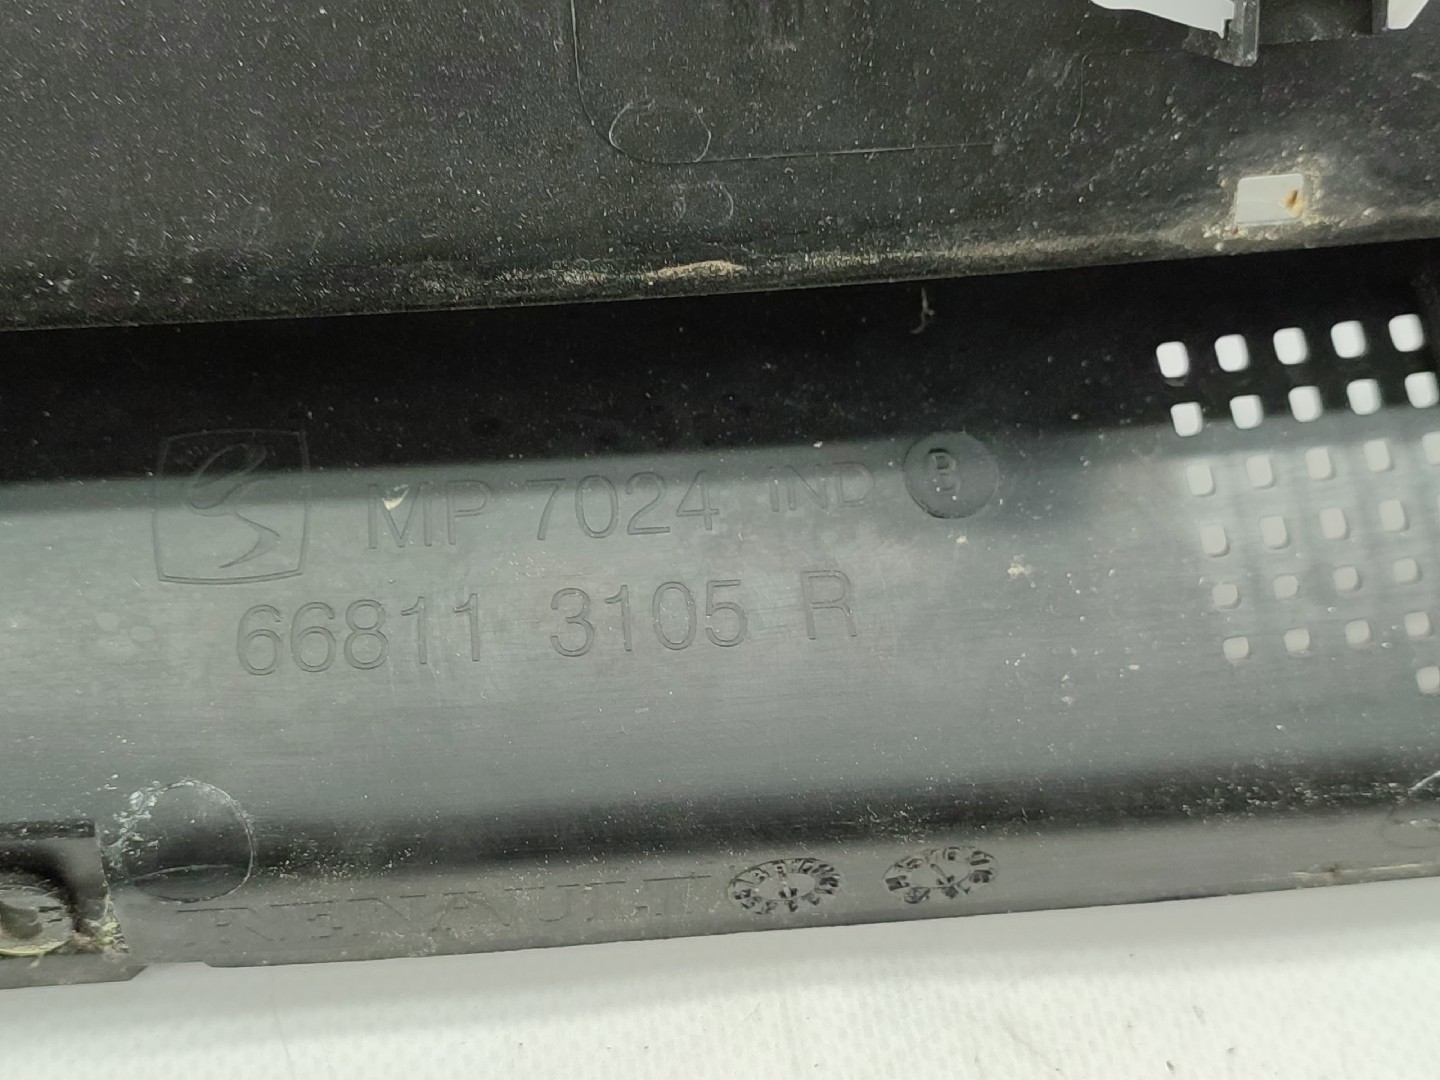 MP 7024 IND B
66811 3105 R
RENAULT